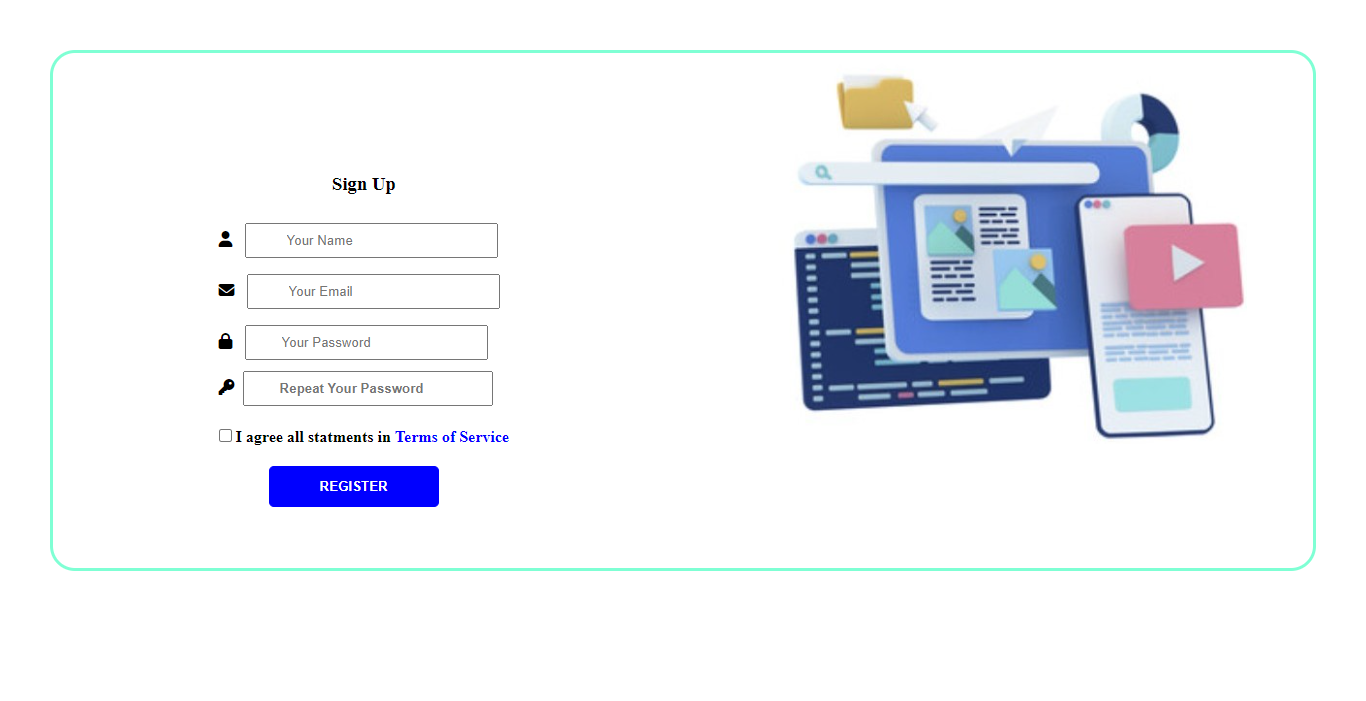 Sign Up
Your Name
Your Email
Your Password
Repeat Your Password
I agree all statments in Terms of Service
REGISTER